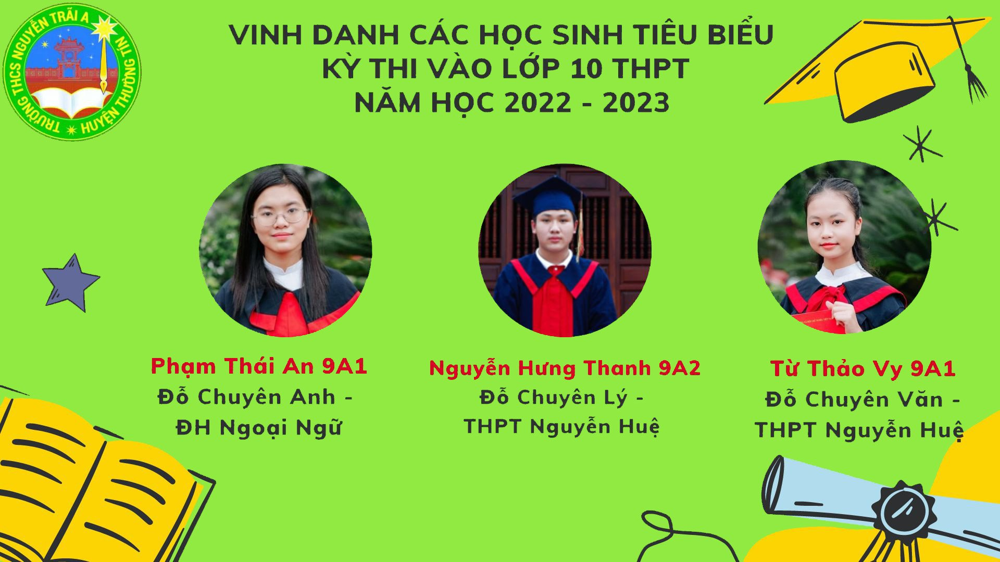 TRƯỜNG THCS NGUYỄN TRÃI A
HUYỆN THƯỜNG TÍN
VINH DANH CÁC HỌC SINH TIÊU BIỂU
KỲ THI VÀO LỚP 10 THPT
NĂM HỌC 2022 - 2023
Phạm Thái An 9A1
Đỗ Chuyên Anh -
ĐH Ngoại Ngữ
Nguyễn Hưng Thanh 9A2
Đỗ Chuyên Lý -
THPT Nguyễn Huệ
Từ Thảo Vy 9A1
Đỗ Chuyên Văn -
THPT Nguyễn Huệ